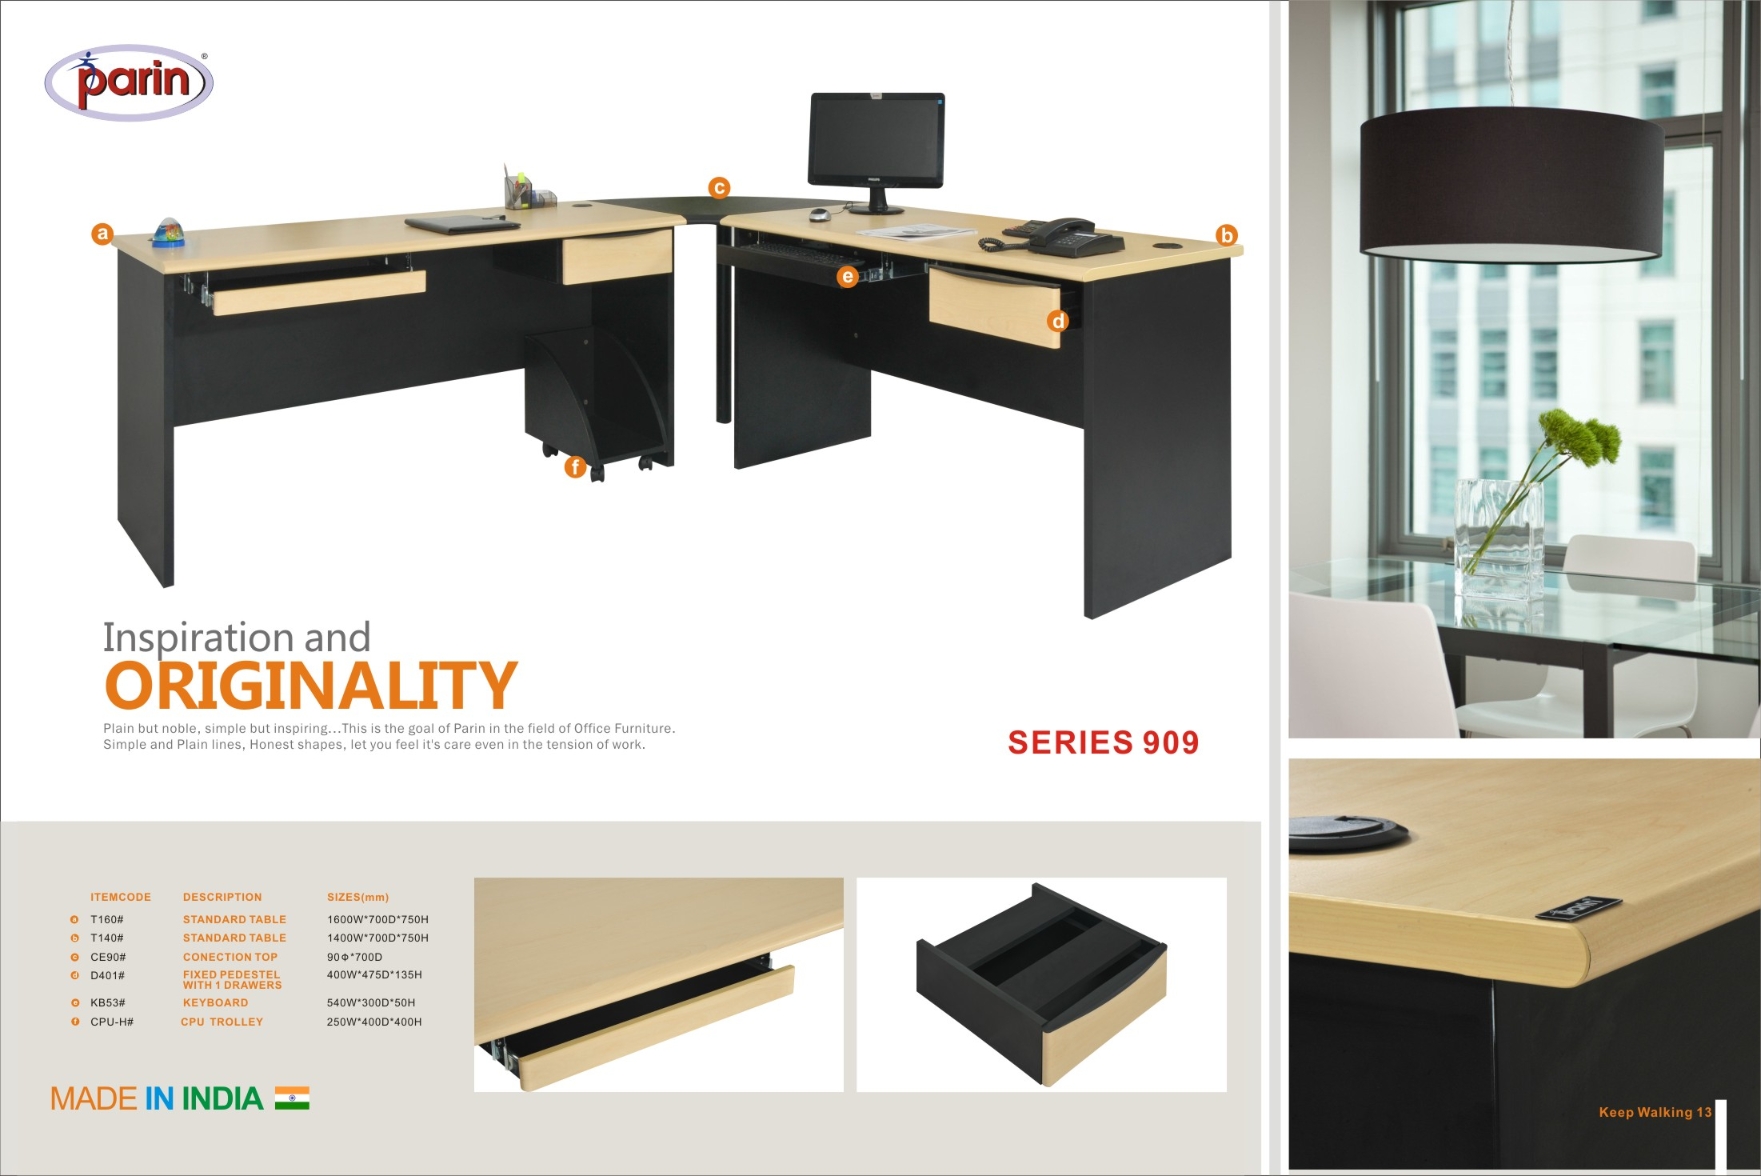 parin®
a
b
c
d
e
f
Inspiration and
ORIGINALITY
Plain but noble, simple but inspiring...This is the goal of Parin in the field of Office Furniture.
Simple and Plain lines, Honest shapes, let you feel it's care even in the tension of work.
SERIES 909
ITEMCODE DESCRIPTION SIZES(mm)
a T160# STANDARD TABLE 1600W*700D*750H
b T140# STANDARD TABLE 1400W*700D*750H
CE90# CONECTION TOP 90Φ*700D
d D401# FIXED PEDESTEL 400W*475D*135H
WITH 1 DRAWERS
e KB53# KEYBOARD 540W*300D*50H
f CPU-H# CPU TROLLEY 250W*400D*400H
MADE IN INDIA
parin
Keep Walking 13